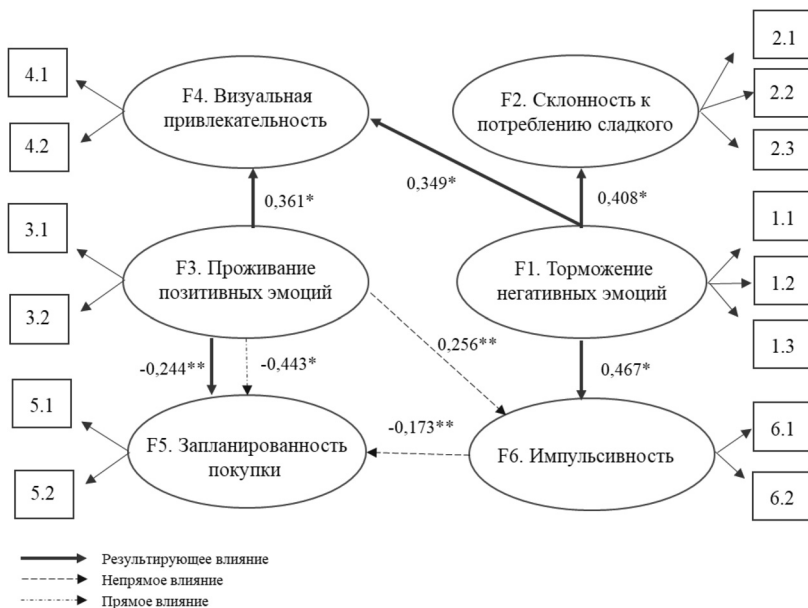 4.1
4.2
F4. Визуальная
привлекательность
F2. Склонность к
потреблению сладкого
2.1
2.2
2.3
0,361*
0,349*
0,408*
3.1
3.2
F3. Проживание
позитивных эмоций
F1. Торможение
негативных эмоций
1.1
1.2
1.3
-0,244**
-0,443*
0,256**
0,467*
5.1
5.2
F5. Запланированность
покупки
-0,173**
F6. Импульсивность
6.1
6.2
Результирующее влияние
Непрямое влияние
Прямое влияние